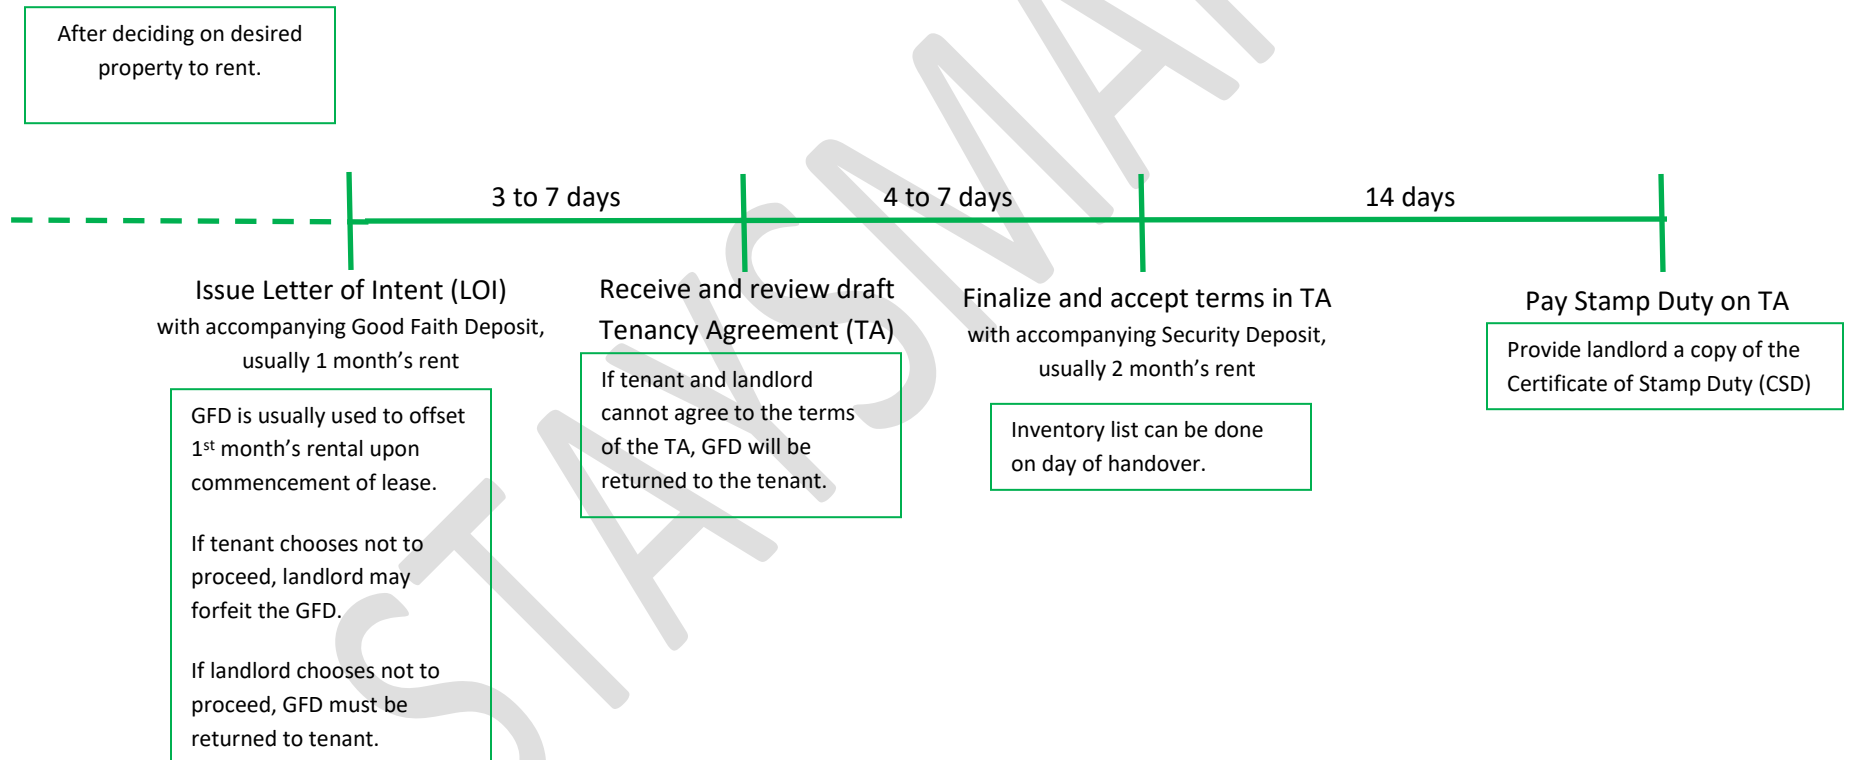 After deciding on desired
property to rent.
3 to 7 days
4 to 7 days
14 days
Issue Letter of Intent (LOI)
with accompanying Good Faith Deposit,
usually 1 month’s rent
GFD is usually used to offset
1st month’s rental upon
commencement of lease.
If tenant chooses not to
proceed, landlord may
forfeit the GFD.
If landlord chooses not to
proceed, GFD must be
returned to tenant.
Receive and review draft
Tenancy Agreement (TA)
If tenant and landlord
cannot agree to the terms
of the TA, GFD will be
returned to the tenant.
Finalize and accept terms in TA
with accompanying Security Deposit,
usually 2 month’s rent
Inventory list can be done
on day of handover.
Pay Stamp Duty on TA
Provide landlord a copy of the
Certificate of Stamp Duty (CSD)
STAYSMA